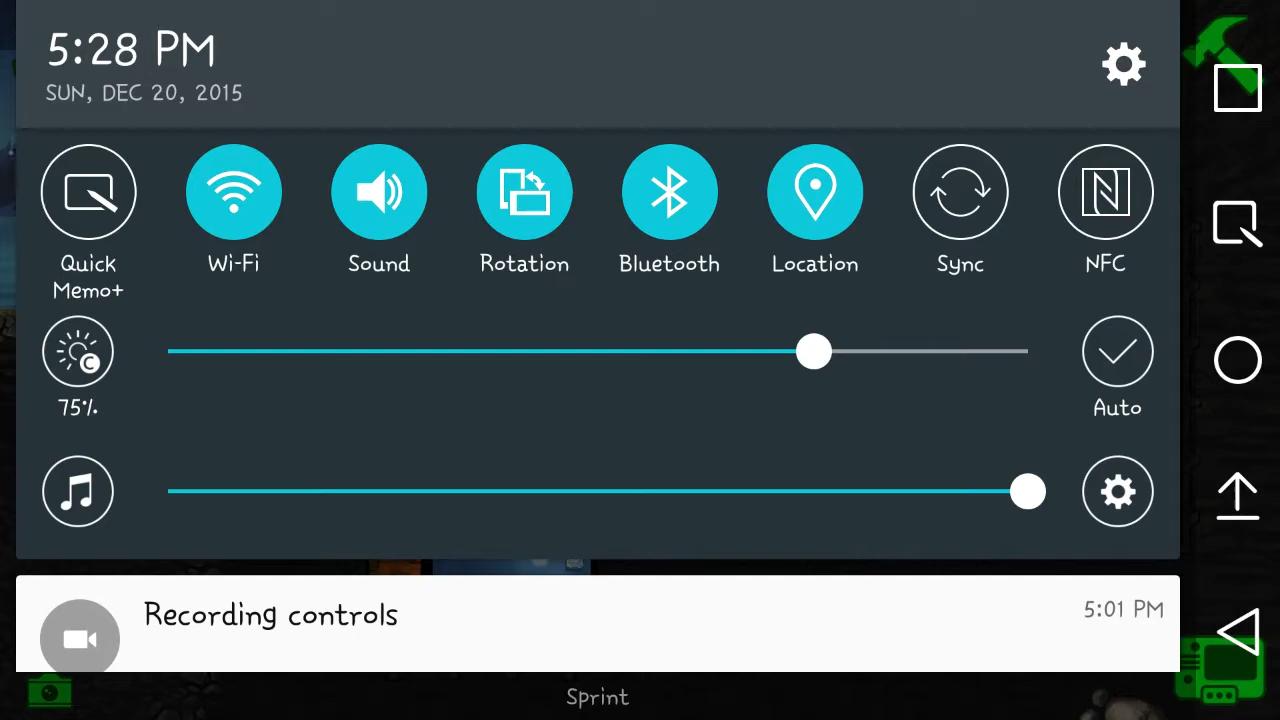 5:28 PM
SUN, DEC 20, 2015
Quick Memo+
Wi-Fi
Sound
Rotation
Bluetooth
Location
Sync
NFC
75%
Auto
Recording controls
5:01 PM
Sprint